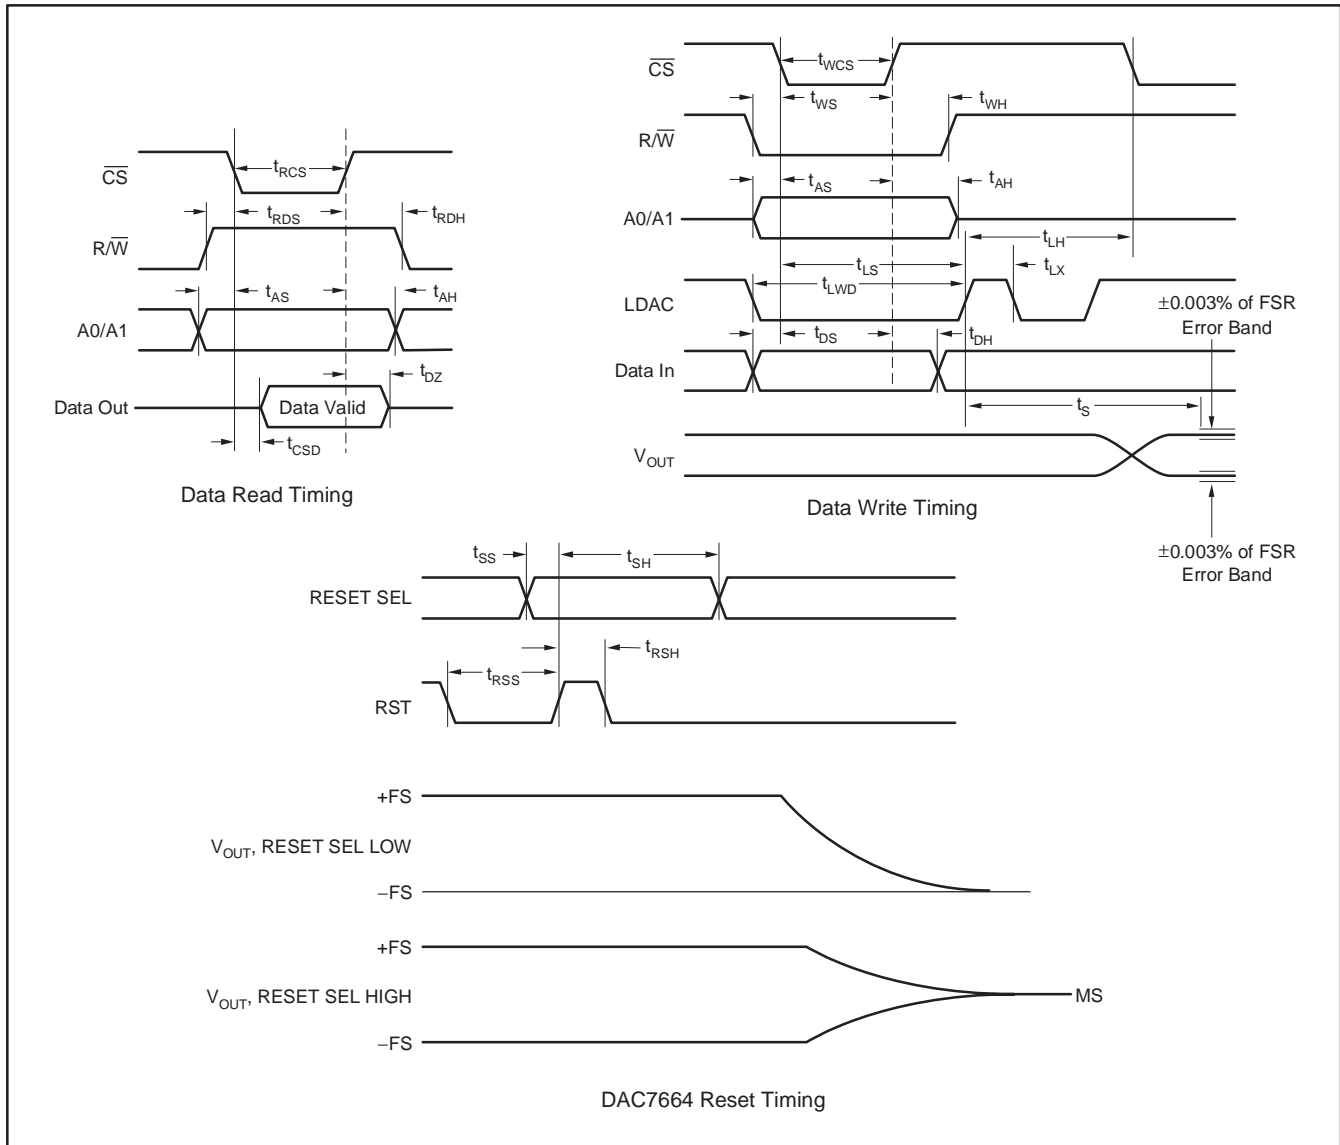 CS
tRCS
tRDS
tRDH
R/W
tAS
tAH
A0/A1
tDZ
Data Out
Data Valid
tCSD
Data Read Timing
CS
tWCS
tWS
tWH
R/W
tAS
tAH
A0/A1
tLH
tLS
tLX
tLWD
LDAC
±0.003% of FSR
Error Band
tDS
tDH
Data In
tS
VOUT
Data Write Timing
±0.003% of FSR
Error Band
tSS
tSH
RESET SEL
tRSH
tRSS
RST
+FS
VOUT, RESET SEL LOW
−FS
+FS
VOUT, RESET SEL HIGH
MS
−FS
DAC7664 Reset Timing